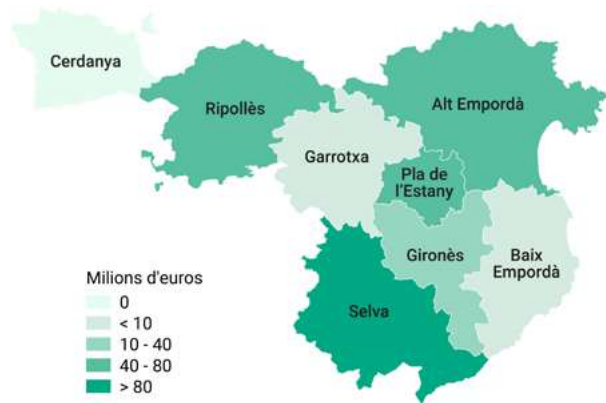 Cerdanya
Ripollès
Alt Empordà
Garrotxa
Pla de
l'Estany
Gironès
Baix
Empordà
Selva
Milions d'euros
0
< 10
10 - 40
40 - 80
> 80